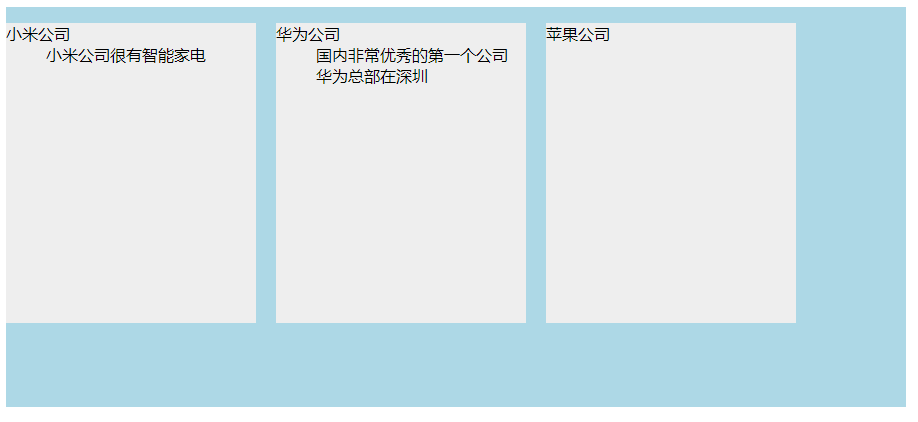 小米公司
小米公司很有智能家电
华为公司
国内非常优秀的第一个公司
华为总部在深圳
苹果公司